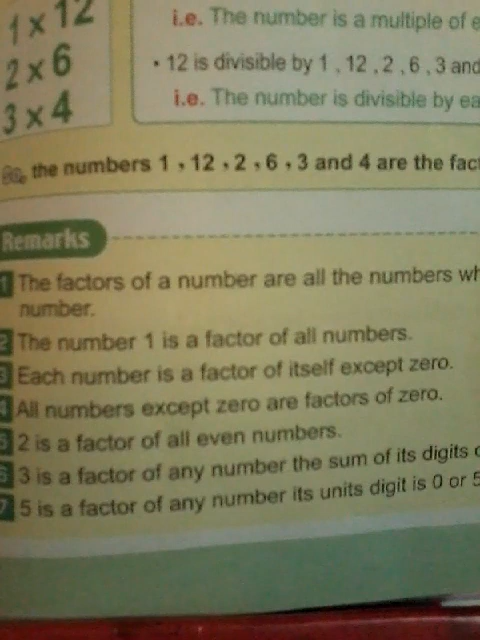 1 x 12
2 x 6
3 x 4
i.e. The number is a multiple of
• 12 is divisible by 1 , 12 , 2 , 6 , 3 and
i.e. The number is divisible by
the numbers 1 , 12 , 2 , 6 , 3 and 4 are the
Remarks
1 The factors of a number are all the numbers
number.
2 The number 1 is a factor of all numbers.
3 Each number is a factor of itself except zero.
4 All numbers except zero are factors of zero.
5 2 is a factor of all even numbers.
6 3 is a factor of any number the sum of its digits
7 5 is a factor of any number its units digit is 0 or 5